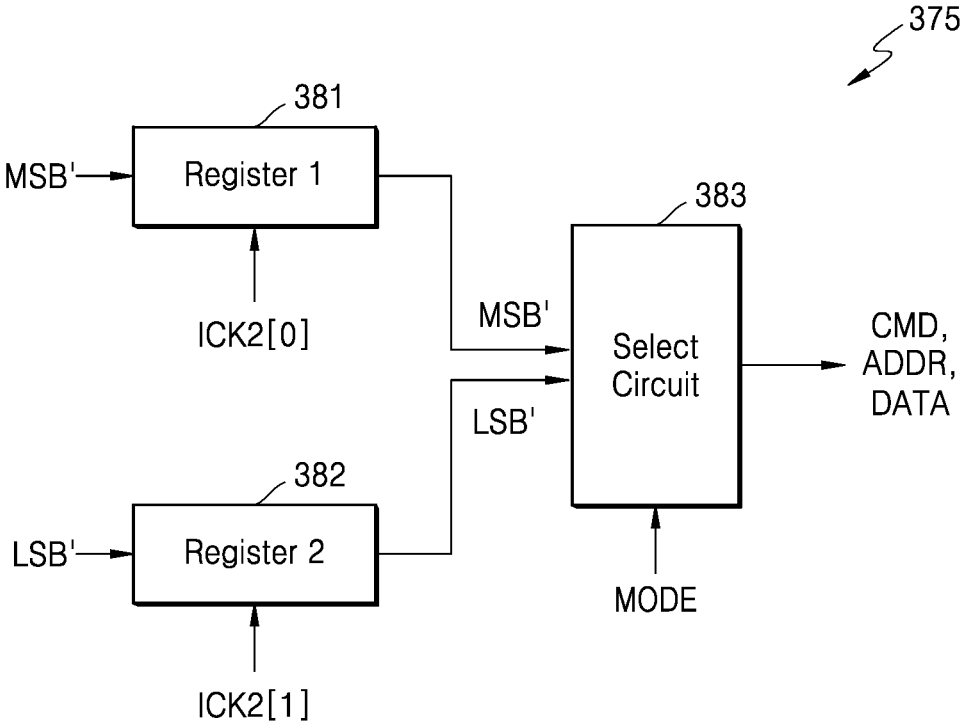 375
381
MSB'
Register 1
ICK2[0]
383
MSB'
LSB'
Select
Circuit
CMD,
ADDR,
DATA
MODE
382
LSB'
Register 2
ICK2[1]